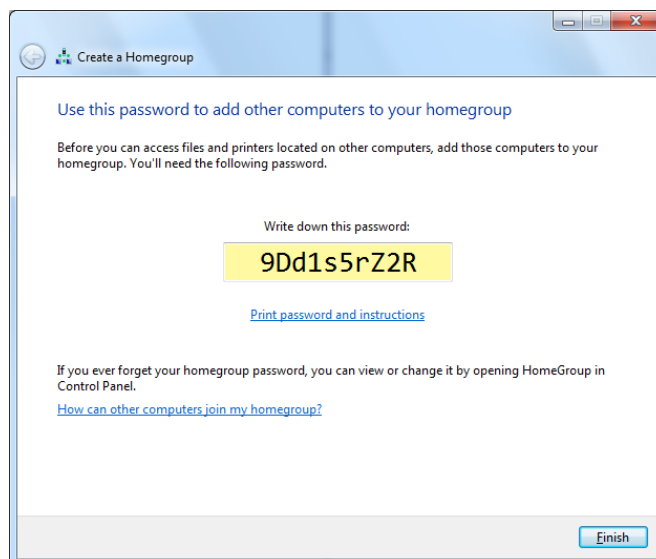 Create a Homegroup
Use this password to add other computers to your homegroup
Before you can access files and printers located on other computers, add those computers to your
homegroup. You'll need the following password.
Write down this password:
9Dd1s5rZ2R
Print password and instructions
If you ever forget your homegroup password, you can view or change it by opening HomeGroup in
Control Panel.
How can other computers join my homegroup?
Finish